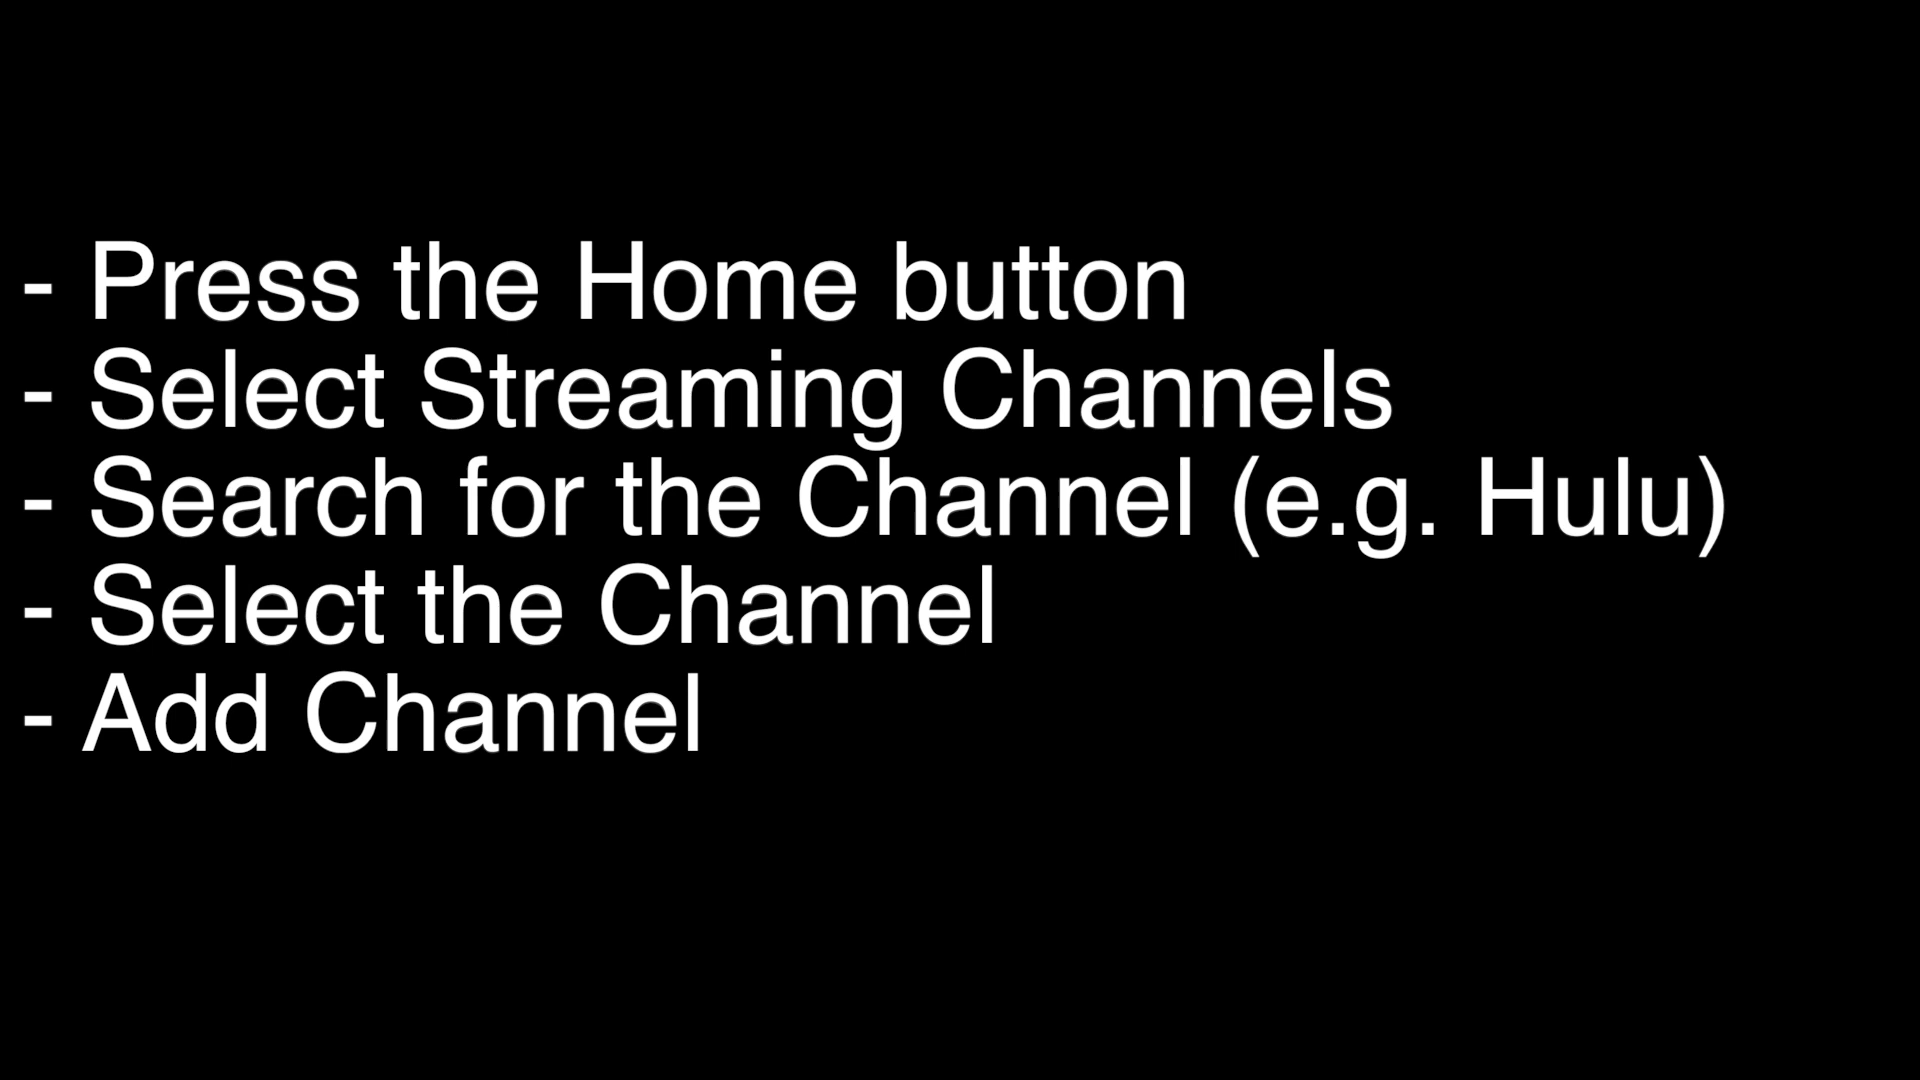 - Press the Home button
- Select Streaming Channels
- Search for the Channel (e.g. Hulu)
- Select the Channel
- Add Channel